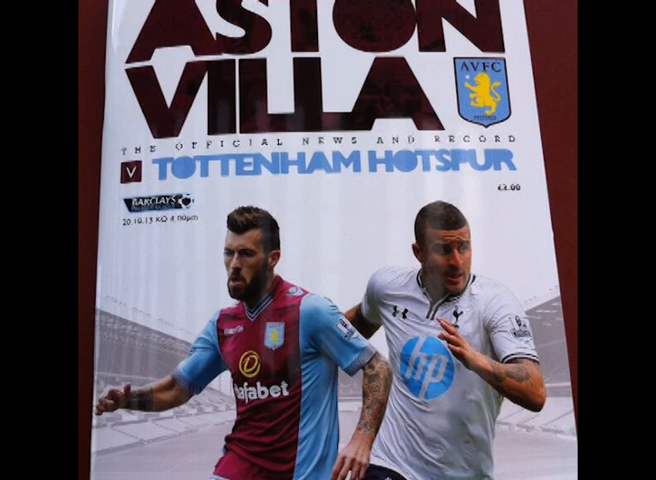 ASTON
VILLA
AVFC
THE OFFICIAL NEWS AND RECORD
V TOTTENHAM HOTSPUR
£3.00
BARCLAYS
20.10.13 KO 4.00pm
hafabet
hp